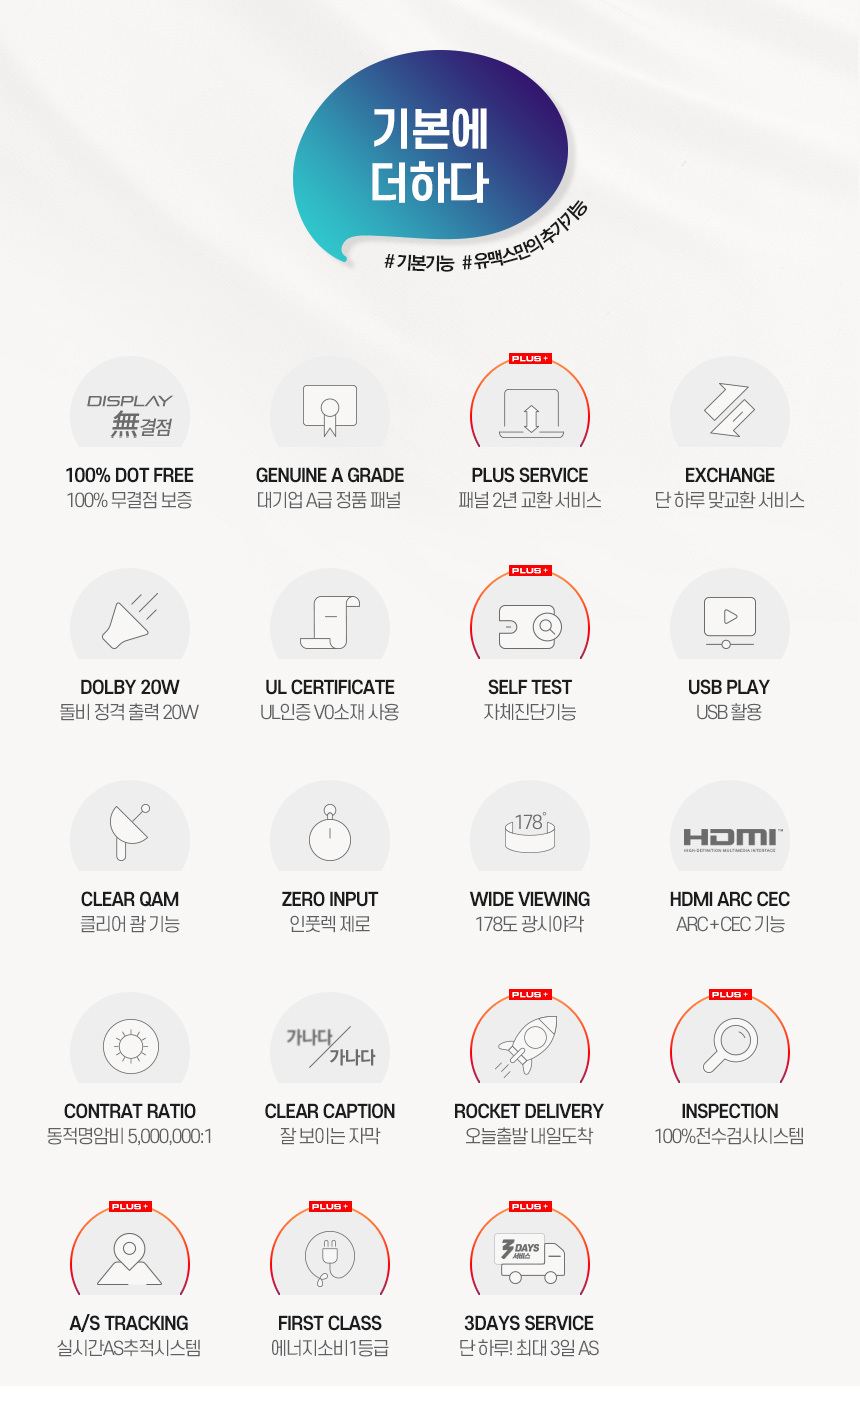 기본에
더하다
#기본기능 #유맥스만의 추가기능
PLUS+
DISPLAY
無결점
100% DOT FREE
100% 무결점 보증
GENUINE A GRADE
대기업 A급 정품 패널
PLUS SERVICE
패널 2년 교환 서비스
EXCHANGE
단 하루 맞교환 서비스
PLUS+
DOLBY 20W
돌비 정격 출력 20W
UL CERTIFICATE
UL인증 V0소재 사용
SELF TEST
자체진단기능
USB PLAY
USB 활용
178°
HDMI™
HIGH-DEFINITION MULTIMEDIA INTERFACE
CLEAR QAM
클리어 쾀 기능
ZERO INPUT
인풋렉 제로
WIDE VIEWING
178도 광시야각
HDMI ARC CEC
ARC+CEC 기능
PLUS+
PLUS+
가나다
가나다
CONTRAT RATIO
동적명암비 5,000,000:1
CLEAR CAPTION
잘 보이는 자막
ROCKET DELIVERY
오늘출발 내일도착
INSPECTION
100%전수검사시스템
PLUS+
PLUS+
PLUS+
3DAYS
서비스
A/S TRACKING
실시간AS추적시스템
FIRST CLASS
에너지소비1등급
3DAYS SERVICE
단 하루! 최대 3일 AS